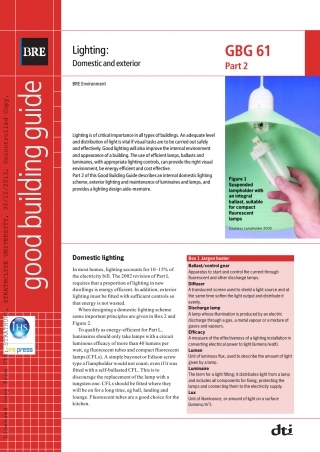 BRE
Lighting:
Domestic and exterior
GBG 61
Part 2
BRE Environment
good building guide
STRATHCLYDE UNIVERSITY, 20/11/2013, Uncontrolled Copy,
Lighting is of critical importance in all types of buildings. An adequate level
and distribution of light is vital if visual tasks are to be carried out safely
and effectively. Good lighting will also improve the internal environment
and appearance of a building. The use of efficient lamps, ballasts and
luminaires, with appropriate lighting controls, can provide the right visual
environment, be energy efficient and cost effective.
Part 2 of this Good Building Guide describes an internal domestic lighting
scheme, exterior lighting and maintenance of luminaires and lamps, and
provides a lighting design aide-memoire.
Figure 1
Suspended
lampholder with
an integral
ballast, suitable
for compact
fluorescent
lamps
Courtesy Lampholder 2000
Domestic lighting
In most homes, lighting accounts for 10–15% of
the electricity bill. The 2002 revision of Part L
requires that a proportion of lighting in new
dwellings is energy efficient. In addition, exterior
lighting must be fitted with sufficient controls so
that energy is not wasted.
When designing a domestic lighting scheme
some important principles are given in Box 2 and
Figure 2.
To qualify as energy-efficient for Part L,
luminaires should only take lamps with a circuit
luminous efficacy of more than 40 lumens per
watt, eg fluorescent tubes and compact fluorescent
lamps (CFLs). A simple bayonet or Edison screw
type of lampholder would not count, even if it was
fitted with a self-ballasted CFL. This is to
discourage the replacement of the lamp with a
tungsten one. CFLs should be fitted where they
will be on for a long time, eg hall, landing and
lounge. Fluorescent tubes are a good choice for the
kitchen.
Box 1 Jargon buster
Ballast/control gear
Apparatus to start and control the current through
fluorescent and other discharge lamps.
Diffuser
A translucent screen used to shield a light source and at
the same time soften the light output and distribute it
evenly.
Discharge lamp
A lamp whose illumination is produced by an electric
discharge through a gas, a metal vapour or a mixture of
gases and vapours.
Efficacy
A measure of the effectiveness of a lighting installation in
converting electrical power to light (lumens/watt).
Lumen
Unit of luminous flux, used to describe the amount of light
given by a lamp.
Luminaire
The term for a light fitting; it distributes light from a lamp
and includes all components for fixing, protecting the
lamps and connecting them to the electricity supply.
Lux
Unit of illuminance, or amount of light on a surface
(lumens/m²).
IHS
bre press
dti